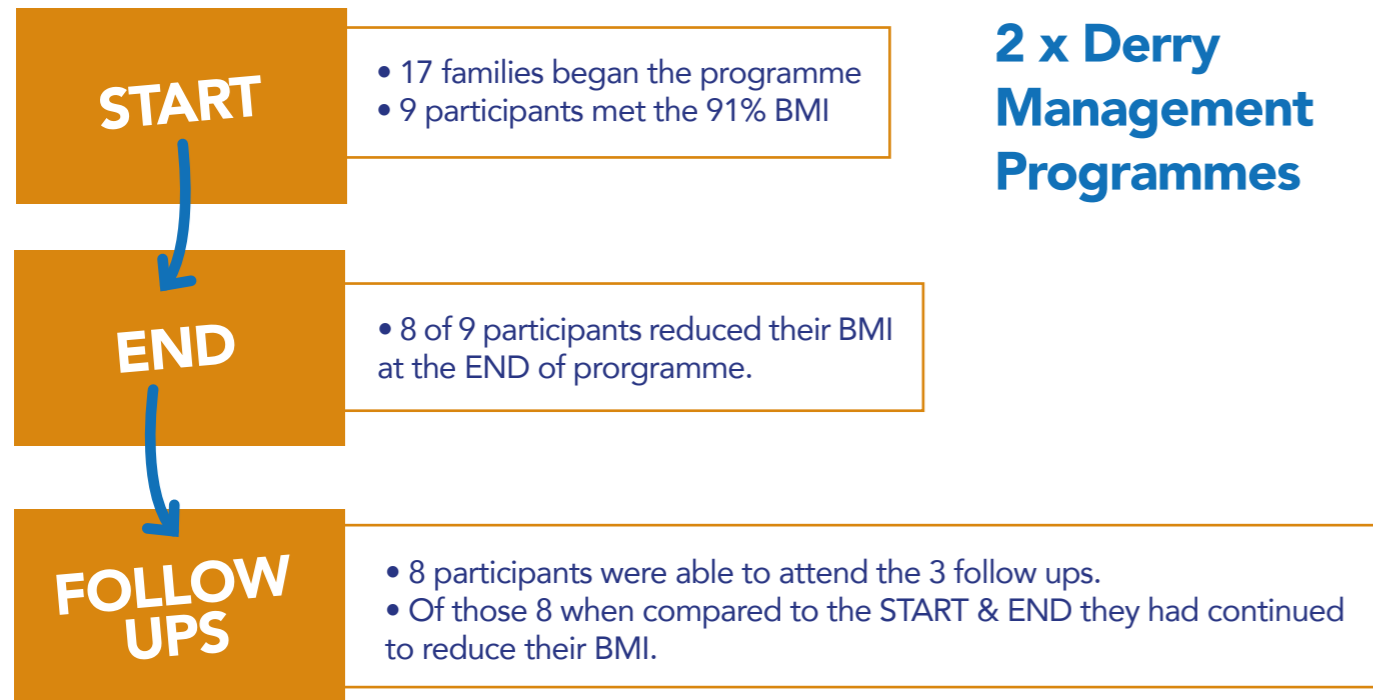 START
• 17 families began the programme
• 9 participants met the 91% BMI
2 x Derry
Management
Programmes
END
• 8 of 9 participants reduced their BMI
at the END of prorgramme.
FOLLOW
UPS
• 8 participants were able to attend the 3 follow ups.
• Of those 8 when compared to the START & END they had continued
to reduce their BMI.